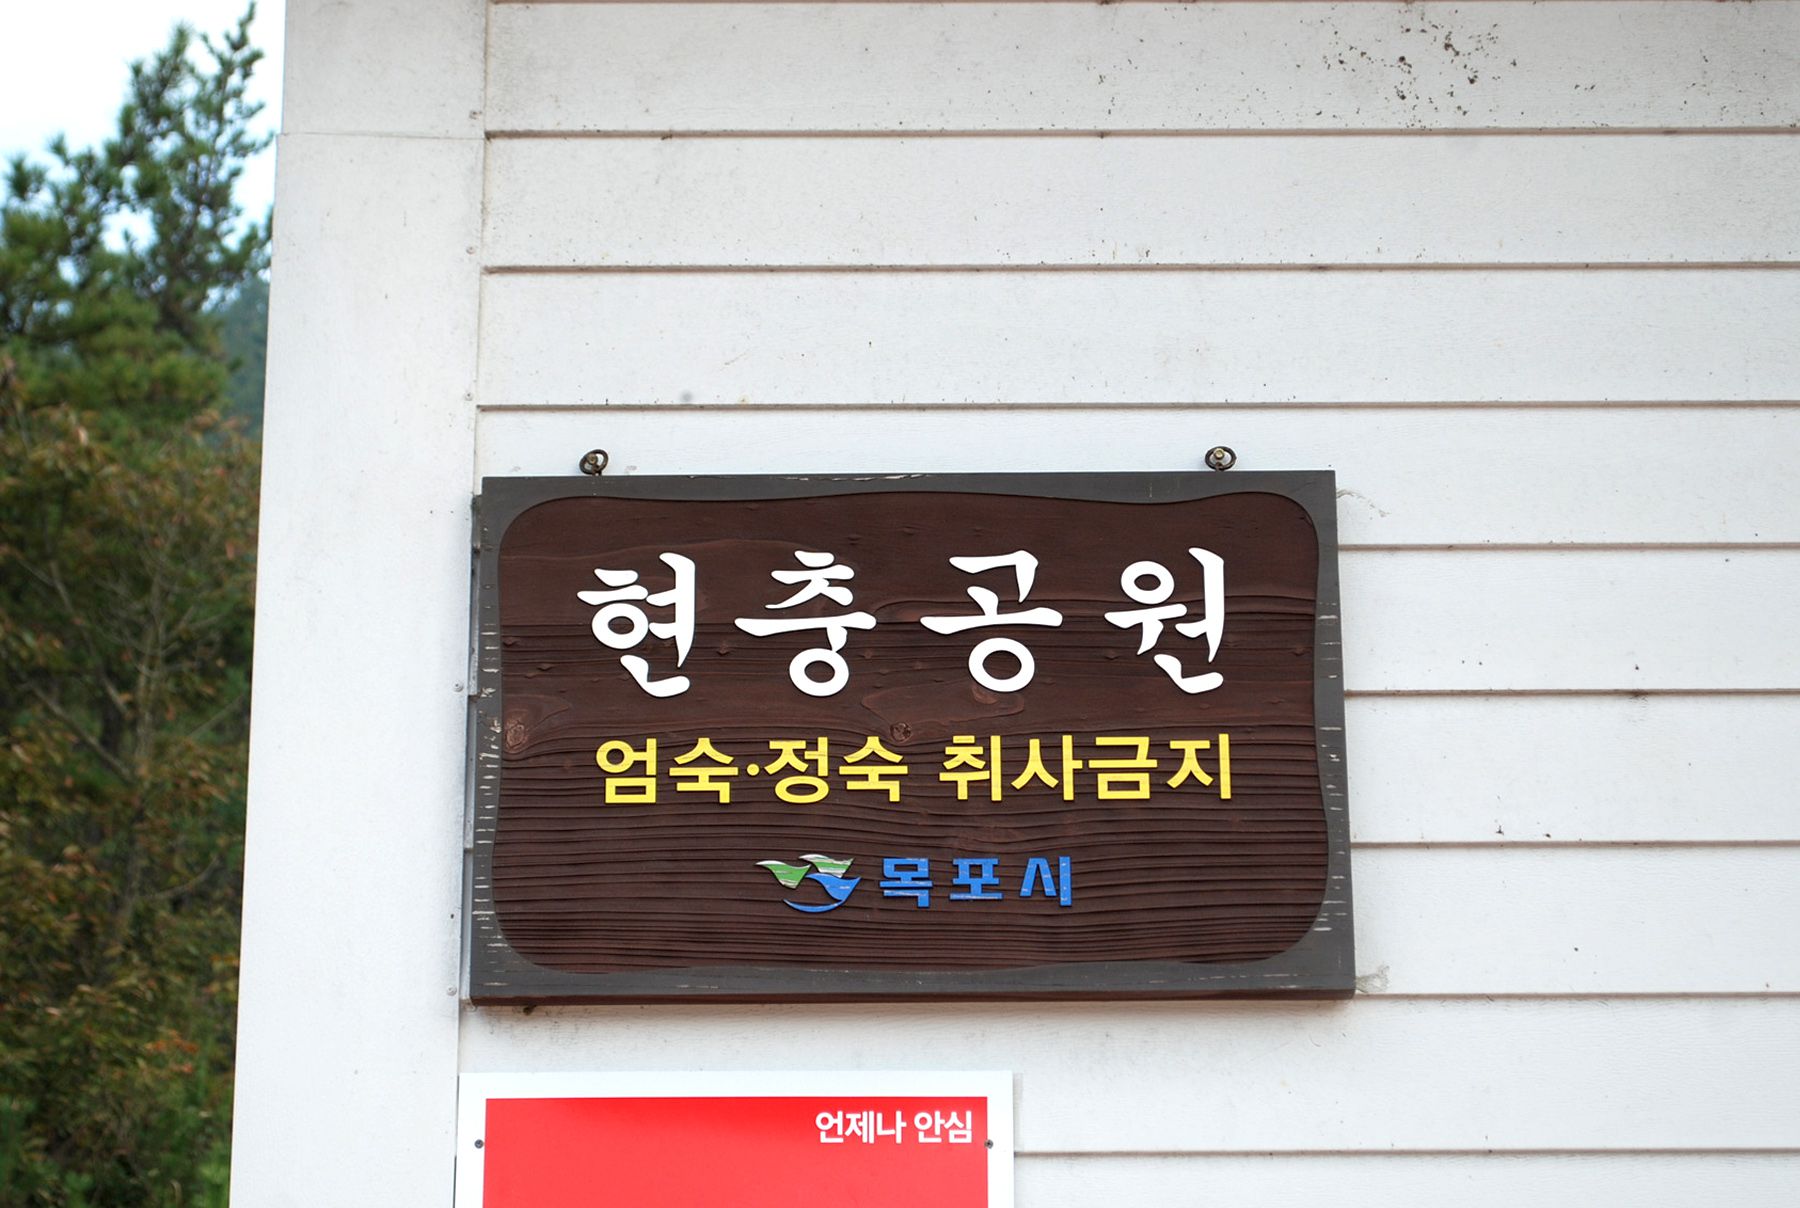 현충공원
엄숙·정숙 취사금지
목포시
언제나 안심